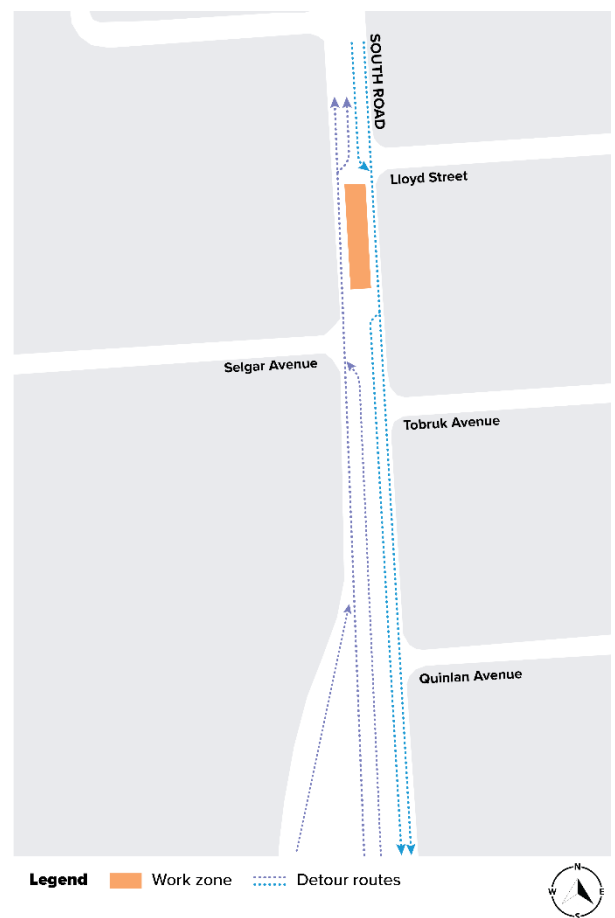 SOUTH ROAD
Lloyd Street
Selgar Avenue
Tobruk Avenue
Quinlan Avenue
Legend Work zone Detour routes
N
W E
S